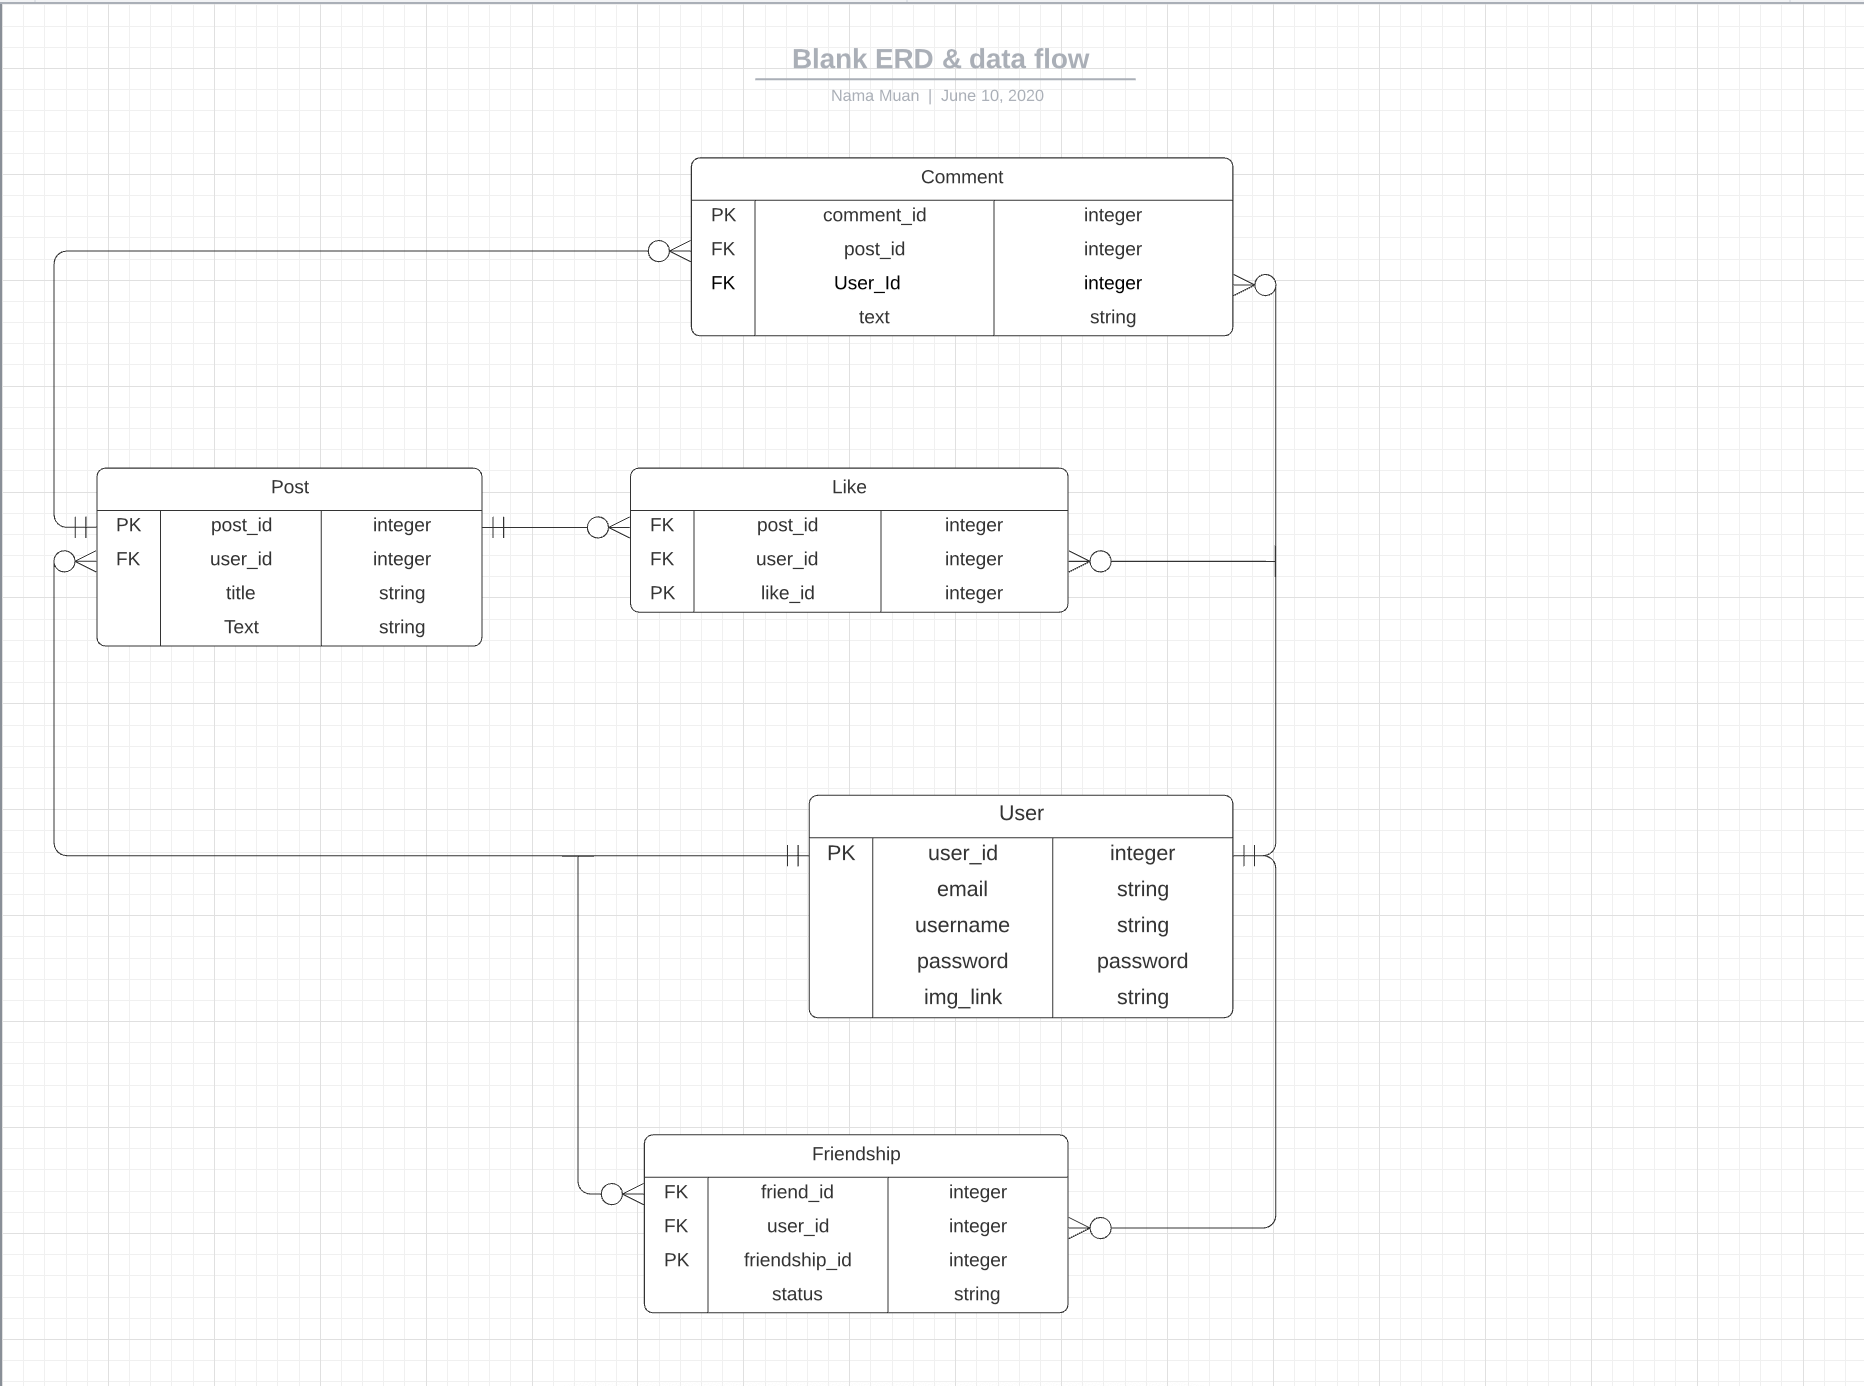 Blank ERD & data flow
Nama Muan | June 10, 2020
Comment
PK comment_id integer
FK post_id integer
FK User_Id integer
text string
Post
PK post_id integer
FK user_id integer
title string
Text string
Like
FK post_id integer
FK user_id integer
PK like_id integer
User
PK user_id integer
email string
username string
password password
img_link string
Friendship
FK friend_id integer
FK user_id integer
PK friendship_id integer
status string